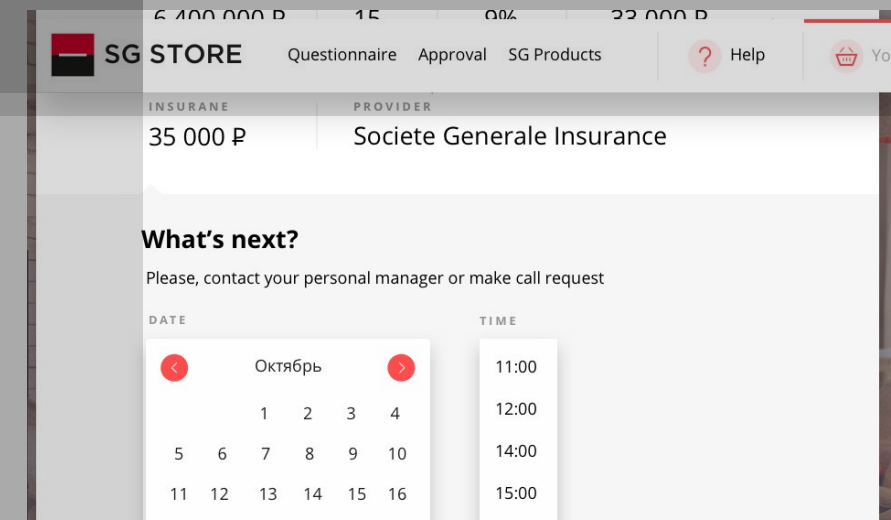 6 400 000 ₽ 15 9% 33 000 ₽
SG STORE Questionnaire Approval SG Products ? Help Yo
INSURANE PROVIDER
35 000 ₽ Societe Generale Insurance
What's next?
Please, contact your personal manager or make call request
DATE TIME
Октябрь 11:00
1 2 3 4 12:00
5 6 7 8 9 10 14:00
11 12 13 14 15 16 15:00